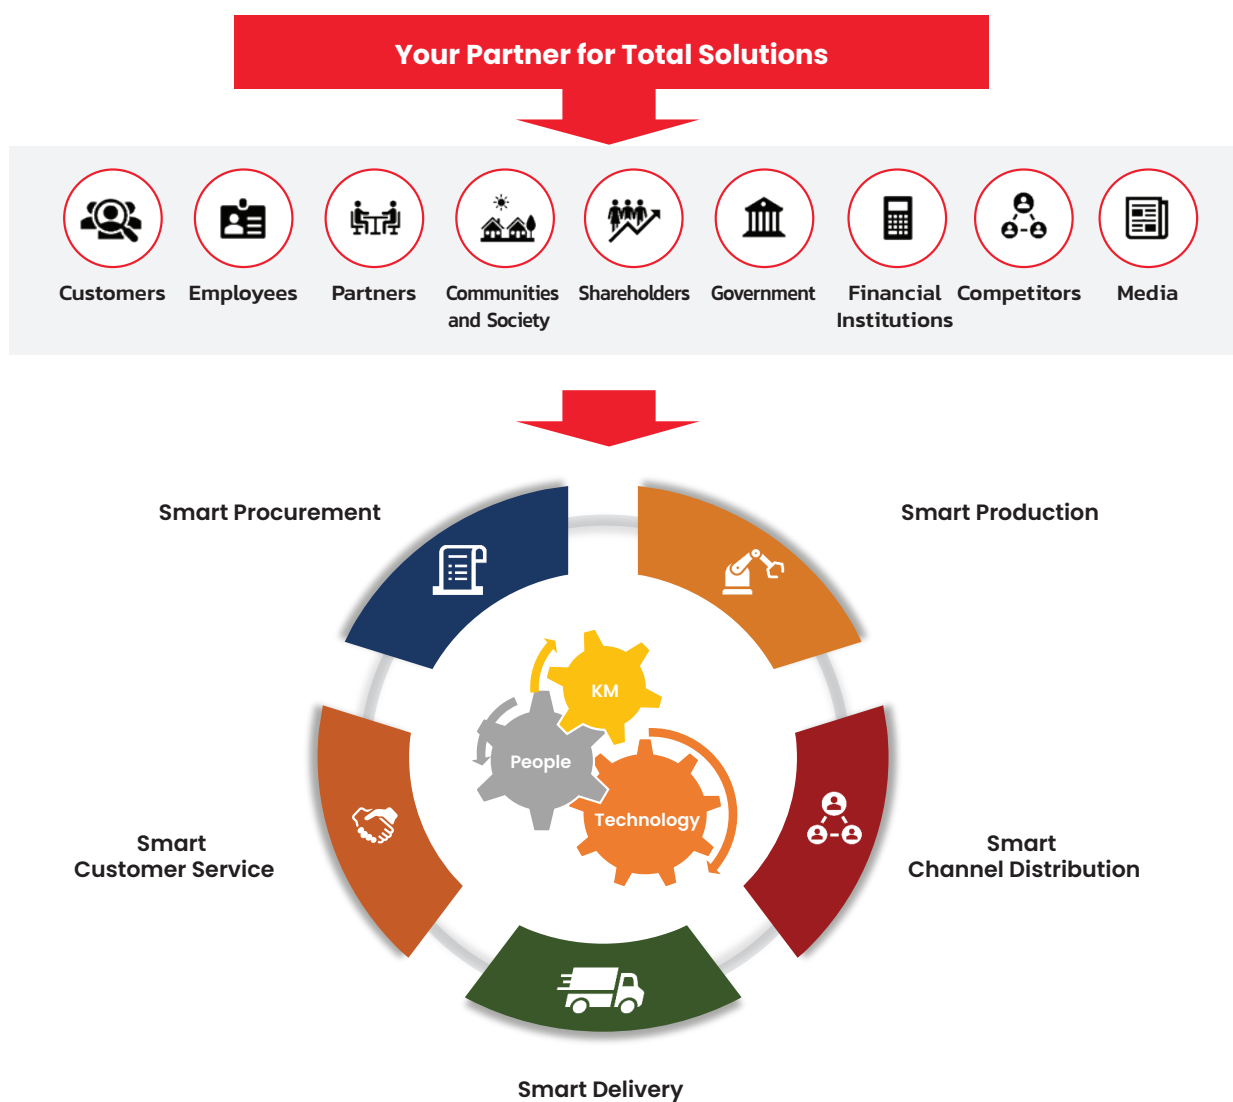 Your Partner for Total Solutions
Customers
Employees
Partners
Communities
and Society
Shareholders
Government
Financial
Institutions
Competitors
Media
Smart Procurement
Smart Production
KM
People
Technology
Smart
Customer Service
Smart
Channel Distribution
Smart Delivery